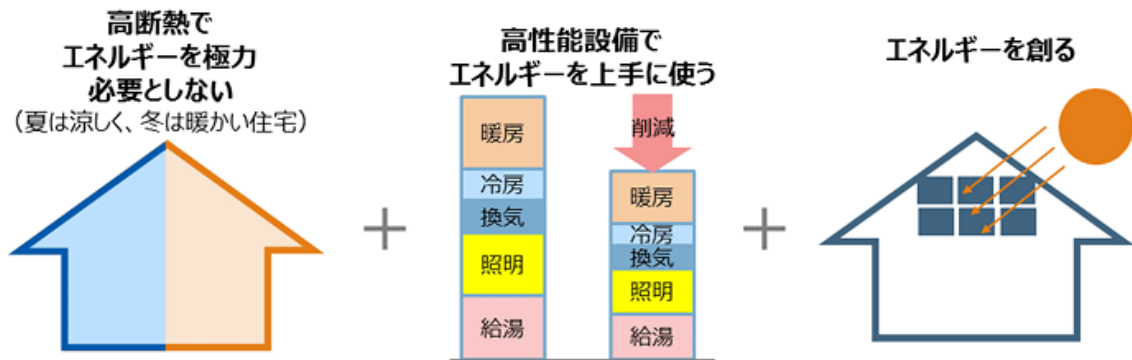 高断熱で
エネルギーを極力
必要としない
（夏は涼しく、冬は暖かい住宅）
高性能設備で
エネルギーを上手に使う
暖房
冷房
換気
照明
給湯
削減
暖房
冷房
換気
照明
給湯
エネルギーを創る